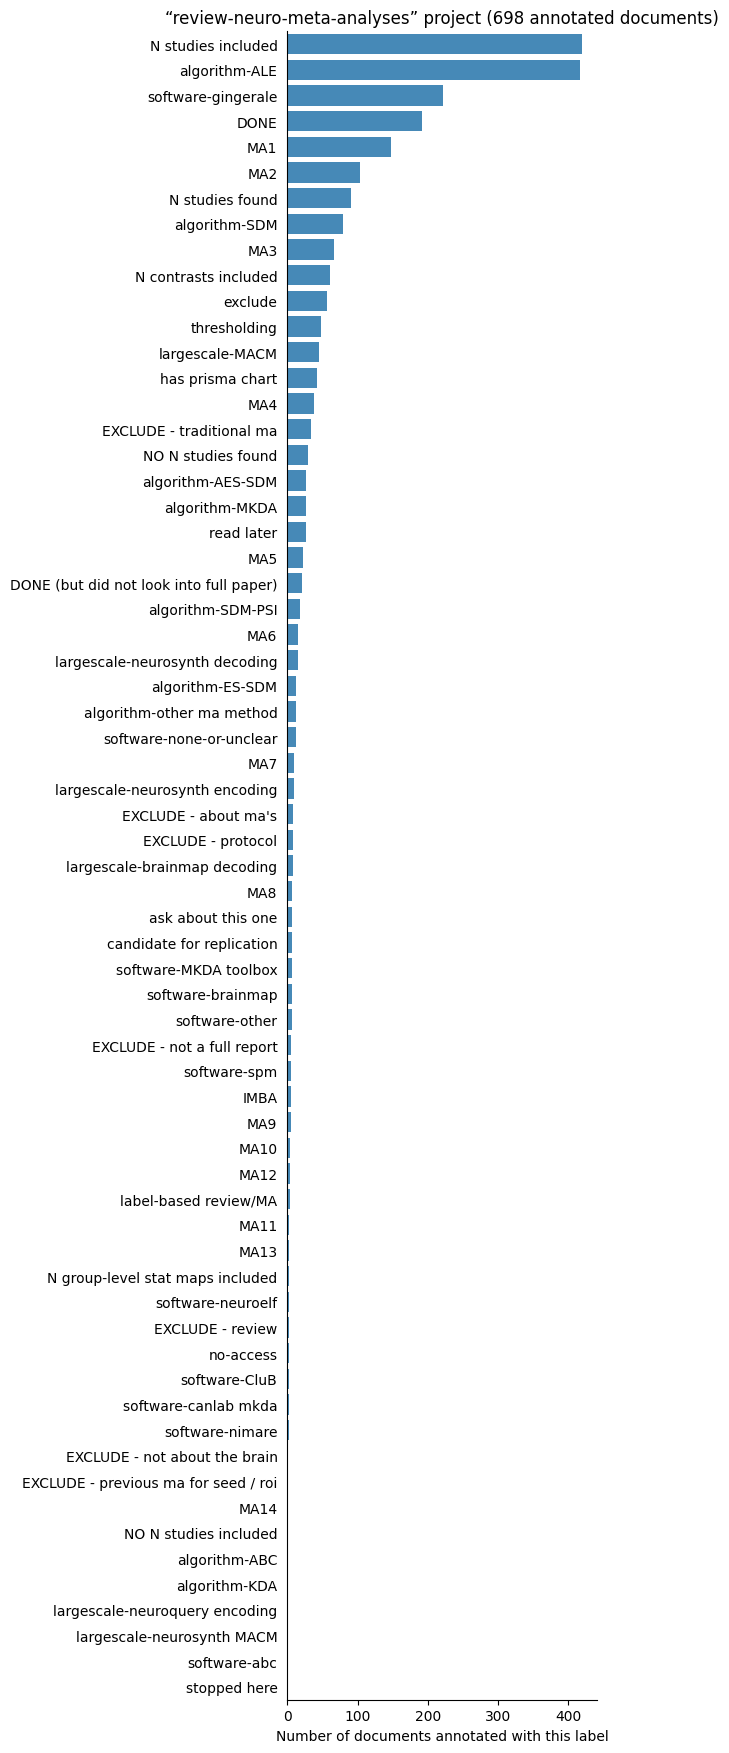 “review-neuro-meta-analyses” project (698 annotated documents)
N studies included
algorithm-ALE
software-gingerale
DONE
MA1
MA2
N studies found
algorithm-SDM
MA3
N contrasts included
exclude
thresholding
largescale-MACM
has prisma chart
MA4
EXCLUDE - traditional ma
NO N studies found
algorithm-AES-SDM
algorithm-MKDA
read later
MA5
DONE (but did not look into full paper)
algorithm-SDM-PSI
MA6
largescale-neurosynth decoding
algorithm-ES-SDM
algorithm-other ma method
software-none-or-unclear
MA7
largescale-neurosynth encoding
EXCLUDE - about ma's
EXCLUDE - protocol
largescale-brainmap decoding
MA8
ask about this one
candidate for replication
software-MKDA toolbox
software-brainmap
software-other
EXCLUDE - not a full report
software-spm
IMBA
MA9
MA10
MA12
label-based review/MA
MA11
MA13
N group-level stat maps included
software-neuroelf
EXCLUDE - review
no-access
software-CluB
software-canlab mkda
software-nimare
EXCLUDE - not about the brain
EXCLUDE - previous ma for seed / roi
MA14
NO N studies included
algorithm-ABC
algorithm-KDA
largescale-neuroquery encoding
largescale-neurosynth MACM
software-abc
stopped here
0 100 200 300 400
Number of documents annotated with this label